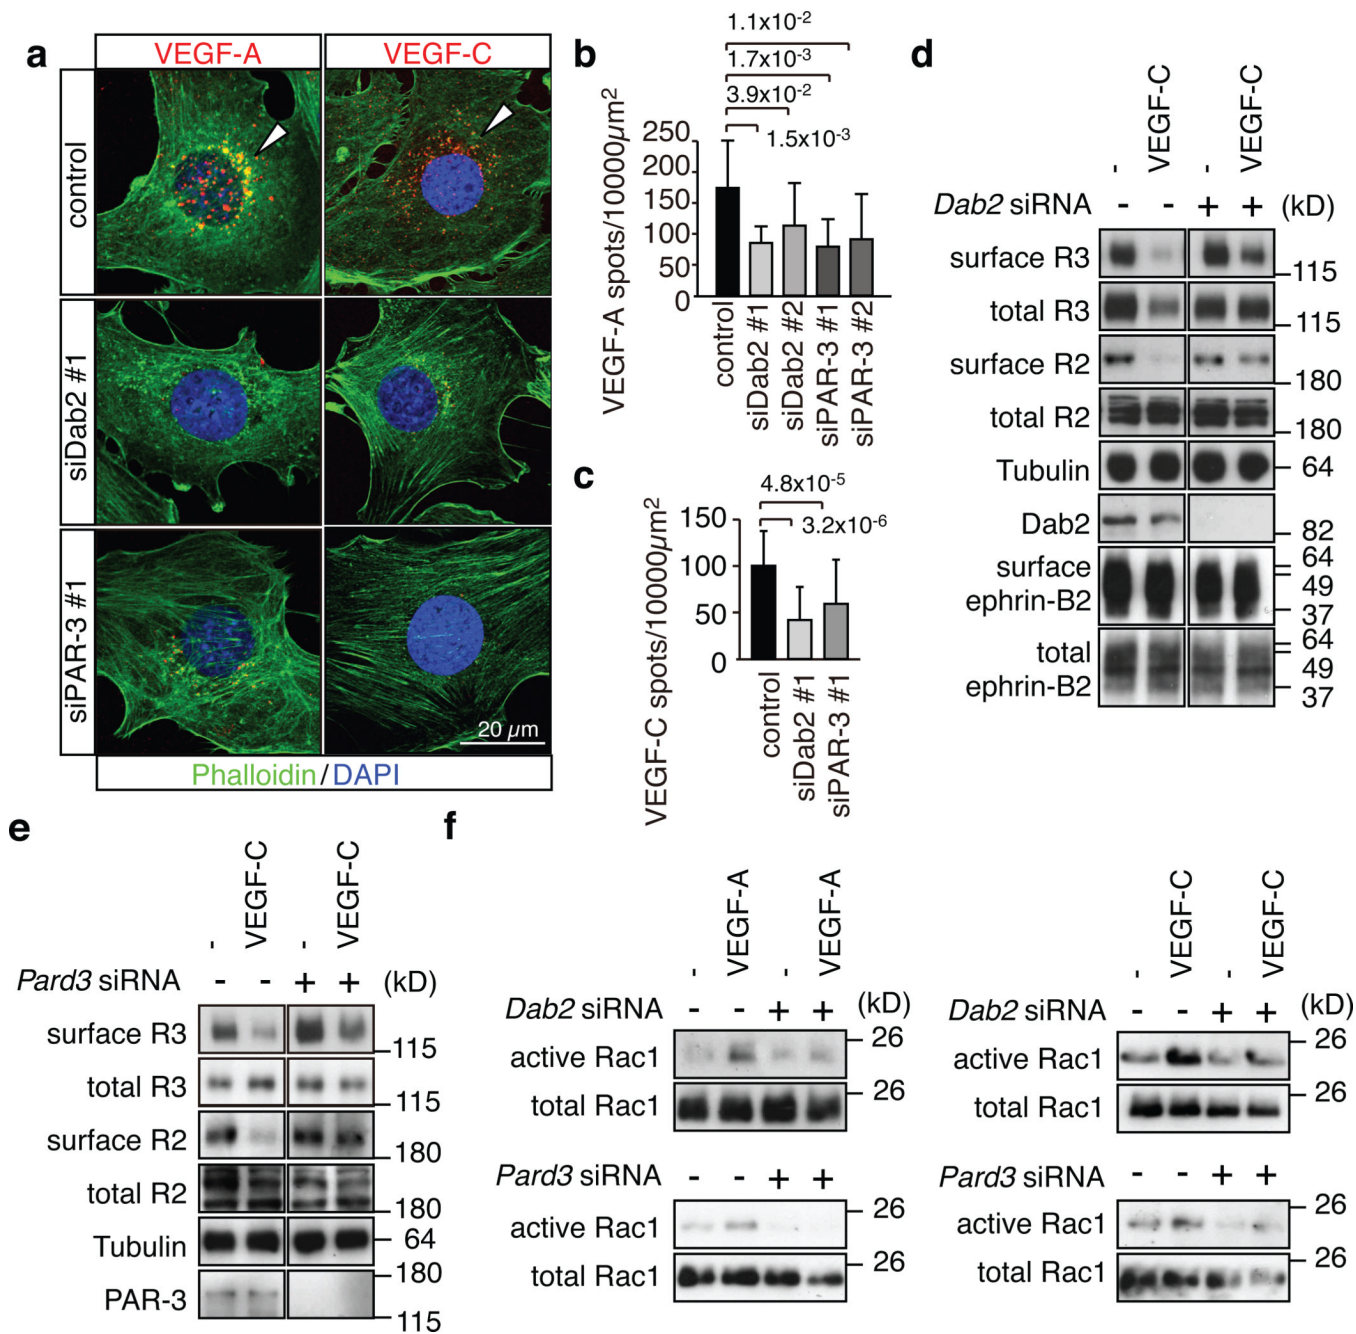 a
VEGF-A
VEGF-C
control
siDab2 #1
siPAR-3 #1
20 µm
Phalloidin/DAPI
b
1.1x10-2
1.7x10-3
3.9x10-2
1.5x10-3
VEGF-A spots/10000µm2
250
200
150
100
50
0
control
siDab2 #1
siDab2 #2
siPAR-3 #1
siPAR-3 #2
c
4.8x10-5
3.2x10-6
VEGF-C spots/10000µm2
150
100
50
0
control
siDab2 #1
siPAR-3 #1
d
- VEGF-C - VEGF-C
Dab2 siRNA - - + + (kD)
surface R3 115
total R3 115
surface R2 180
total R2 180
Tubulin 64
Dab2 82
surface ephrin-B2 64 49 37
total ephrin-B2 64 49 37
e
- VEGF-C - VEGF-C
Pard3 siRNA - - + + (kD)
surface R3 115
total R3 115
surface R2 180
total R2 180
Tubulin 64
PAR-3 180 115
f
- VEGF-A - VEGF-A
Dab2 siRNA - - + + (kD)
active Rac1 26
total Rac1 26
Pard3 siRNA - - + +
active Rac1 26
total Rac1 26
- VEGF-C - VEGF-C
Dab2 siRNA - - + + (kD)
active Rac1 26
total Rac1 26
Pard3 siRNA - - + +
active Rac1 26
total Rac1 26